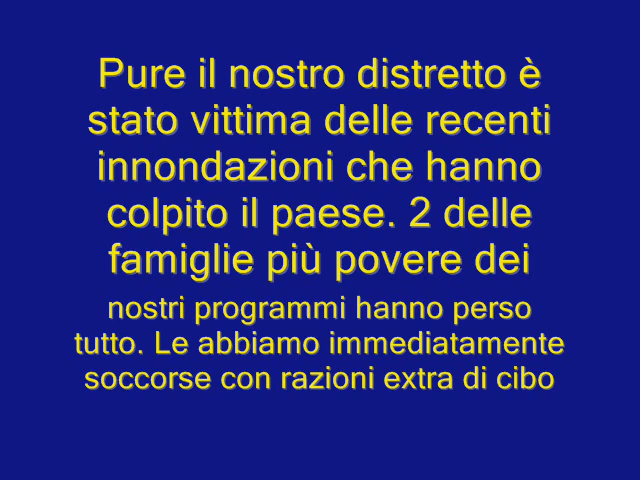 Pure il nostro distretto è
stato vittima delle recenti
innondazioni che hanno
colpito il paese. 2 delle
famiglie più povere dei
nostri programmi hanno perso
tutto. Le abbiamo immediatamente
soccorse con razioni extra di cibo